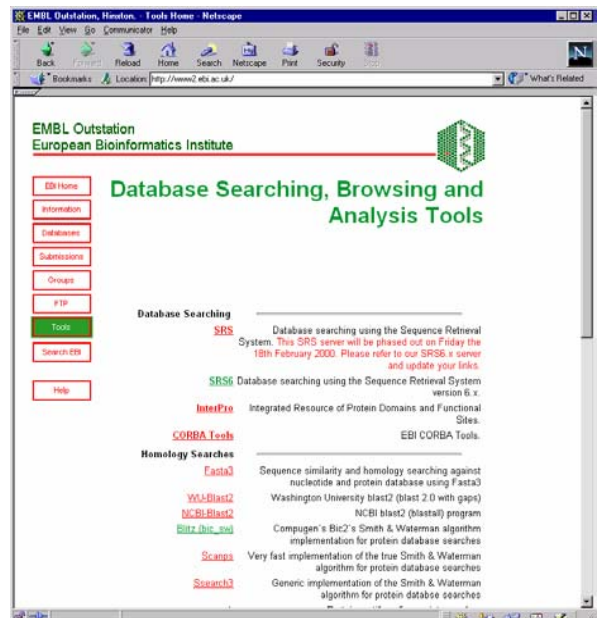 EMBL Outstation, Hinxton. - Tools Home - Netscape
File Edit View Go Communicator Help
Back Forward Reload Home Search Netscape Print Security Stop
Bookmarks Location: http://www2.ebi.ac.uk/ What's Related
EMBL Outstation
European Bioinformatics Institute
EBI Home
Information
Databases
Submissions
Groups
FTP
Tools
Search EBI
Help
Database Searching, Browsing and
Analysis Tools
Database Searching
SRS Database searching using the Sequence Retrieval
System. This SRS server will be phased out on Friday the
18th February 2000. Please refer to our SRS6.x server
and update your links.
SRS6 Database searching using the Sequence Retrieval System
version 6.x.
InterPro Integrated Resource of Protein Domains and Functional
Sites.
CORBA Tools EBI CORBA Tools.
Homology Searches
Fasta3 Sequence similarity and homology searching against
nucleotide and protein database using Fasta3
WU-Blast2 Washington University blast2 (blast 2.0 with gaps)
NCBI-Blast2 NCBI blast2 (blastall) program
Blitz (bic_sw) Compugen's Bic2's Smith & Waterman algorithm
implementation for protein database searches
Scanps Very fast implementation of the true Smith & Waterman
algorithm for protein database searches
Ssearch3 Generic implementation of the Smith & Waterman
algorithm for protein databse searches